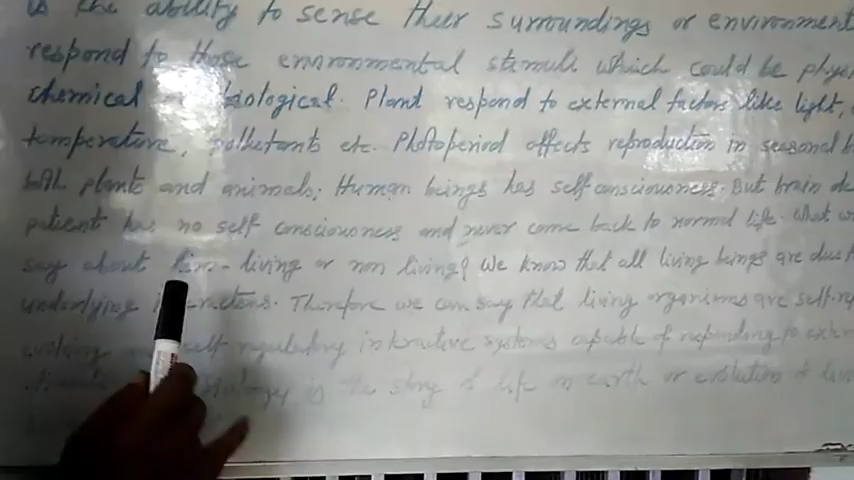 is the ability to sense their surroundings or environment
respond to those environmental stimuli which could be
chemical biological. Plant respond to external factors like light,
temperature, pollutants etc. Photoperiod affects reproduction in seasonal
both plants and animals; Human beings has self consciousness. But brain
patient has no self consciousness and never come back to normal life. What
say about him - living or non living? We know that all living beings are
underlying interactions. Therefore we can say that living organisms are self-
self regulatory interactive systems capable of responding to
is the story of life on earth or evolution of